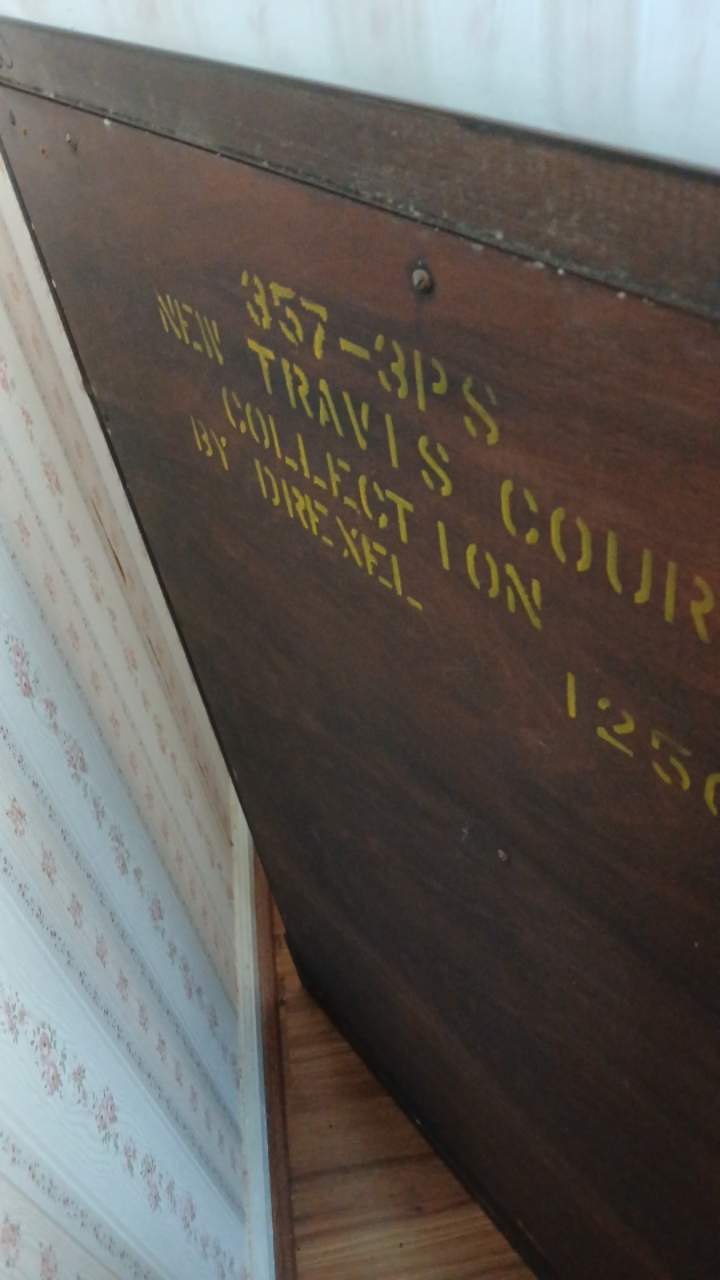 357-3PS
NEW TRAVIS COUR
COLLECTION
BY DREXEL
125